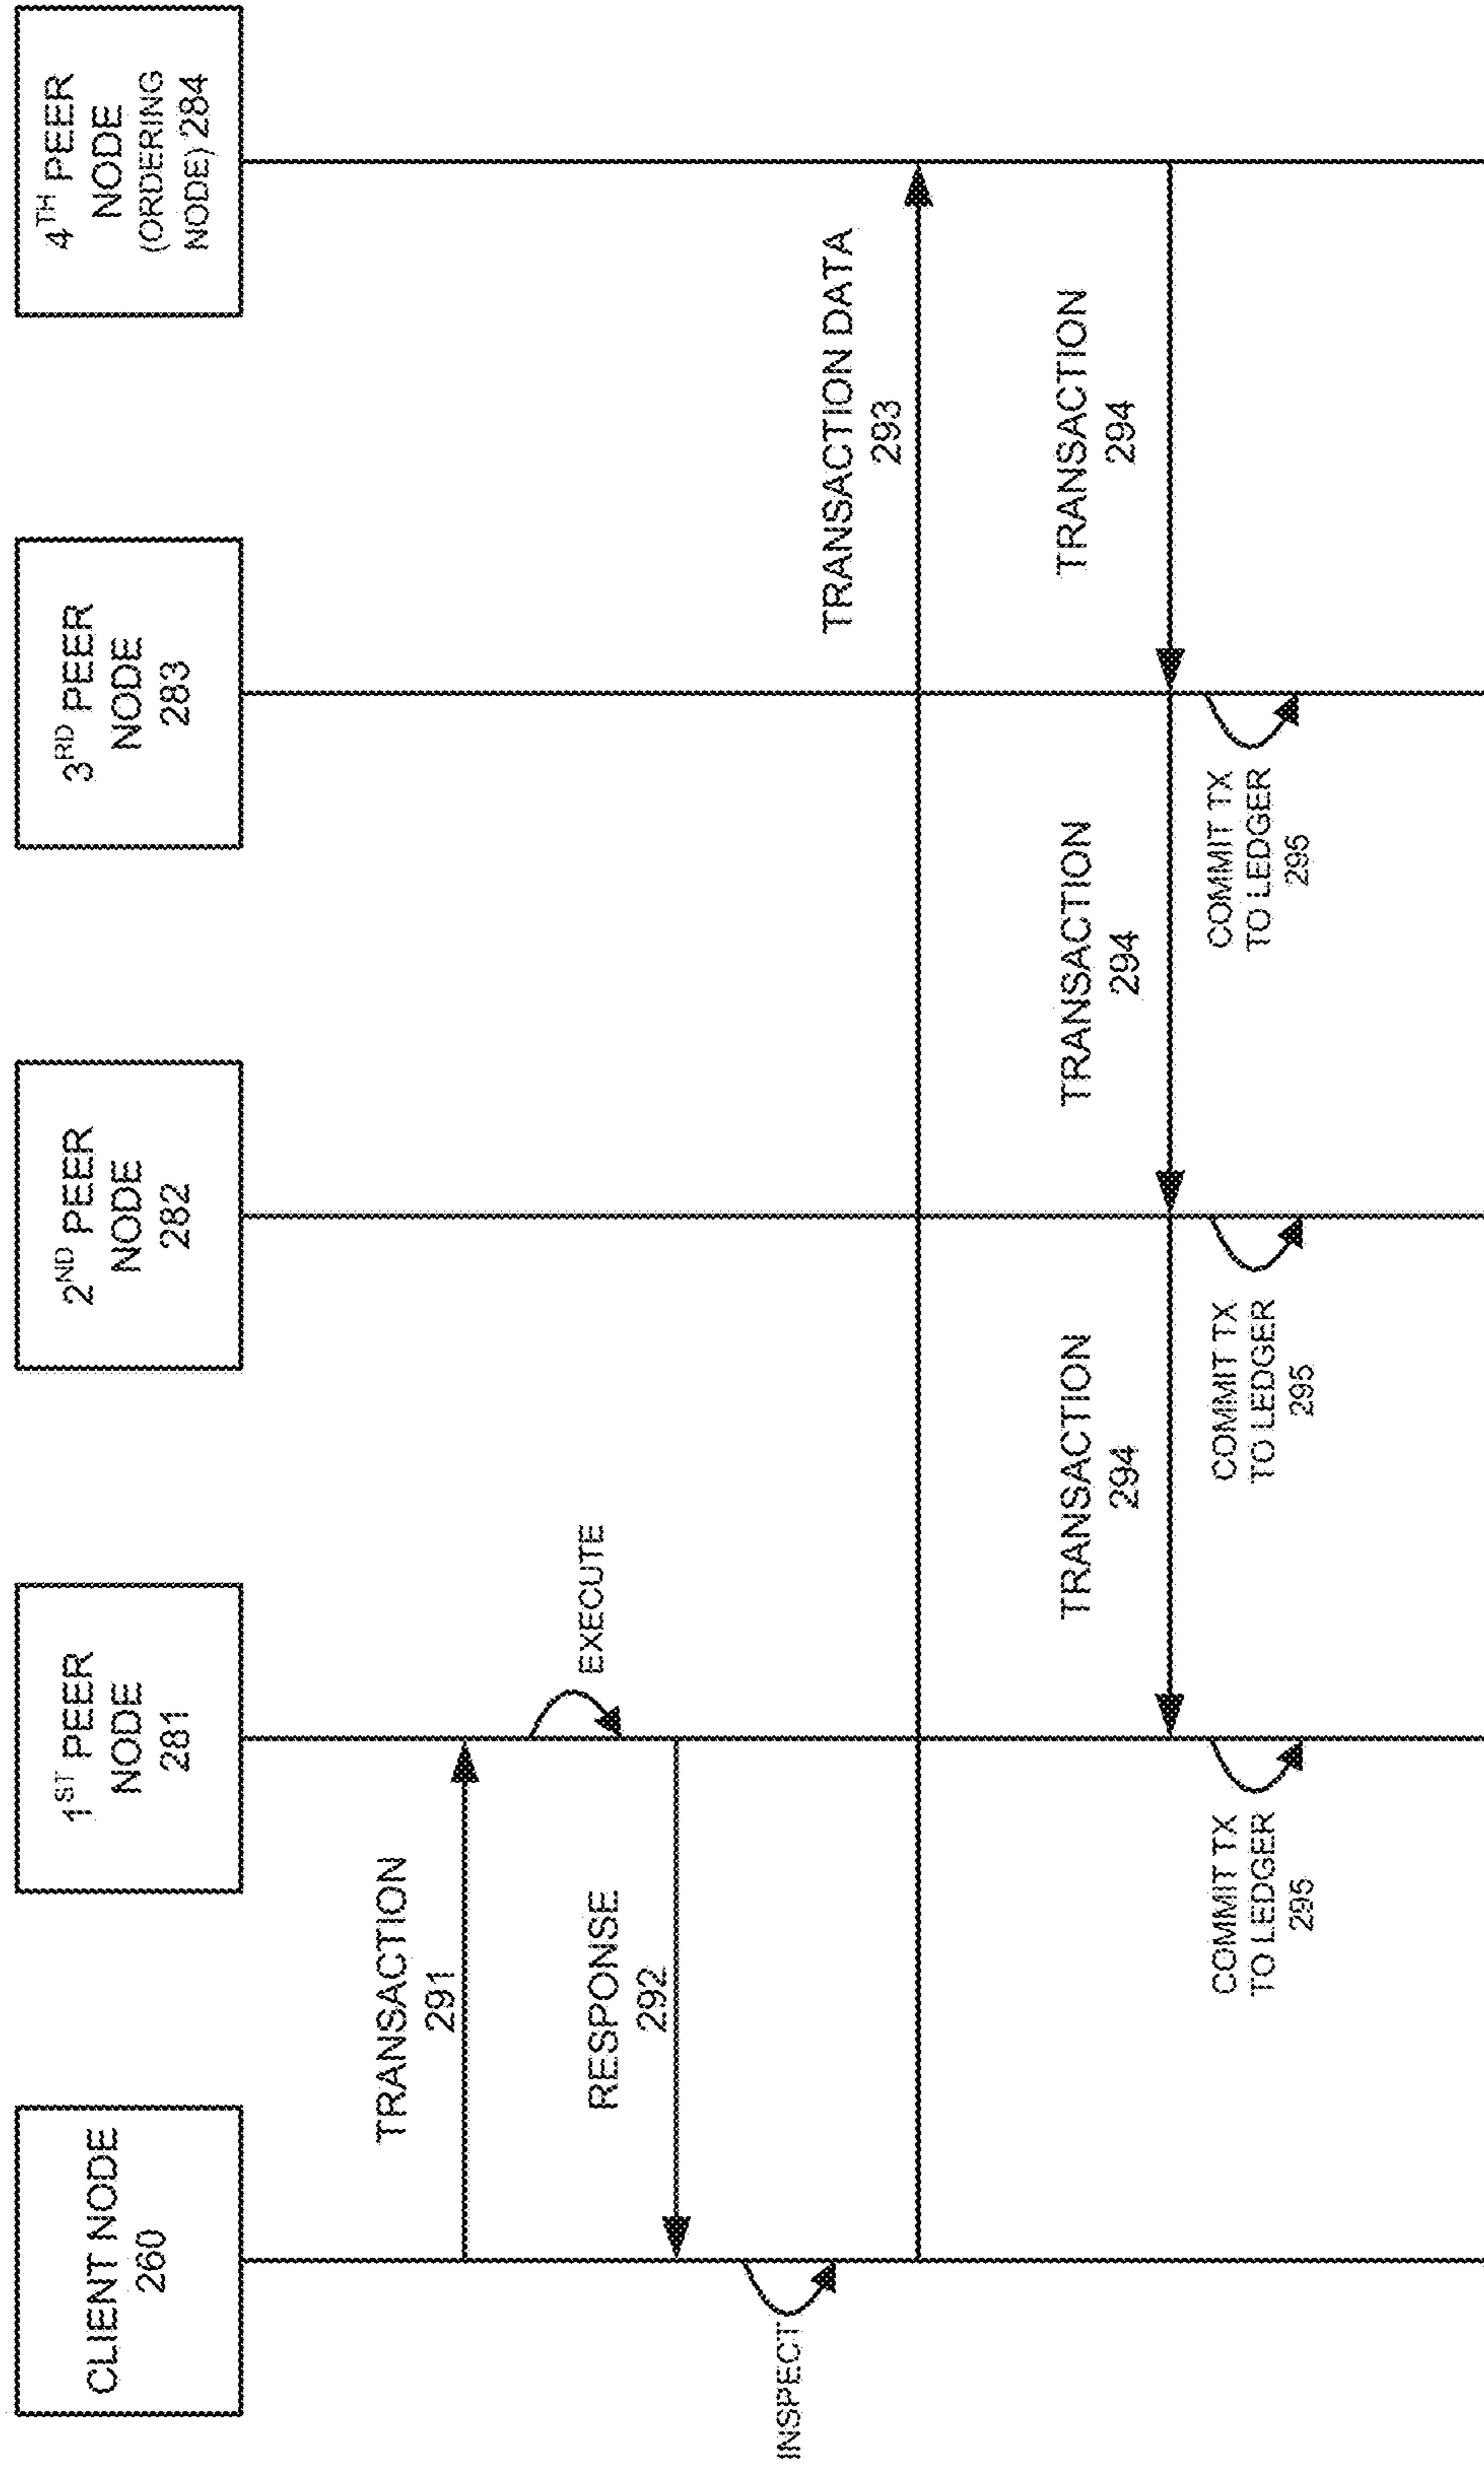 CLIENT NODE
260
1ST PEER
NODE
281
2ND PEER
NODE
282
3RD PEER
NODE
283
4TH PEER
NODE
(ORDERING
NODE) 284
TRANSACTION
291
EXECUTE
RESPONSE
292
INSPECT
TRANSACTION DATA
293
TRANSACTION
294
TRANSACTION
294
TRANSACTION
294
COMMIT TX
TO LEDGER
295
COMMIT TX
TO LEDGER
295
COMMIT TX
TO LEDGER
295